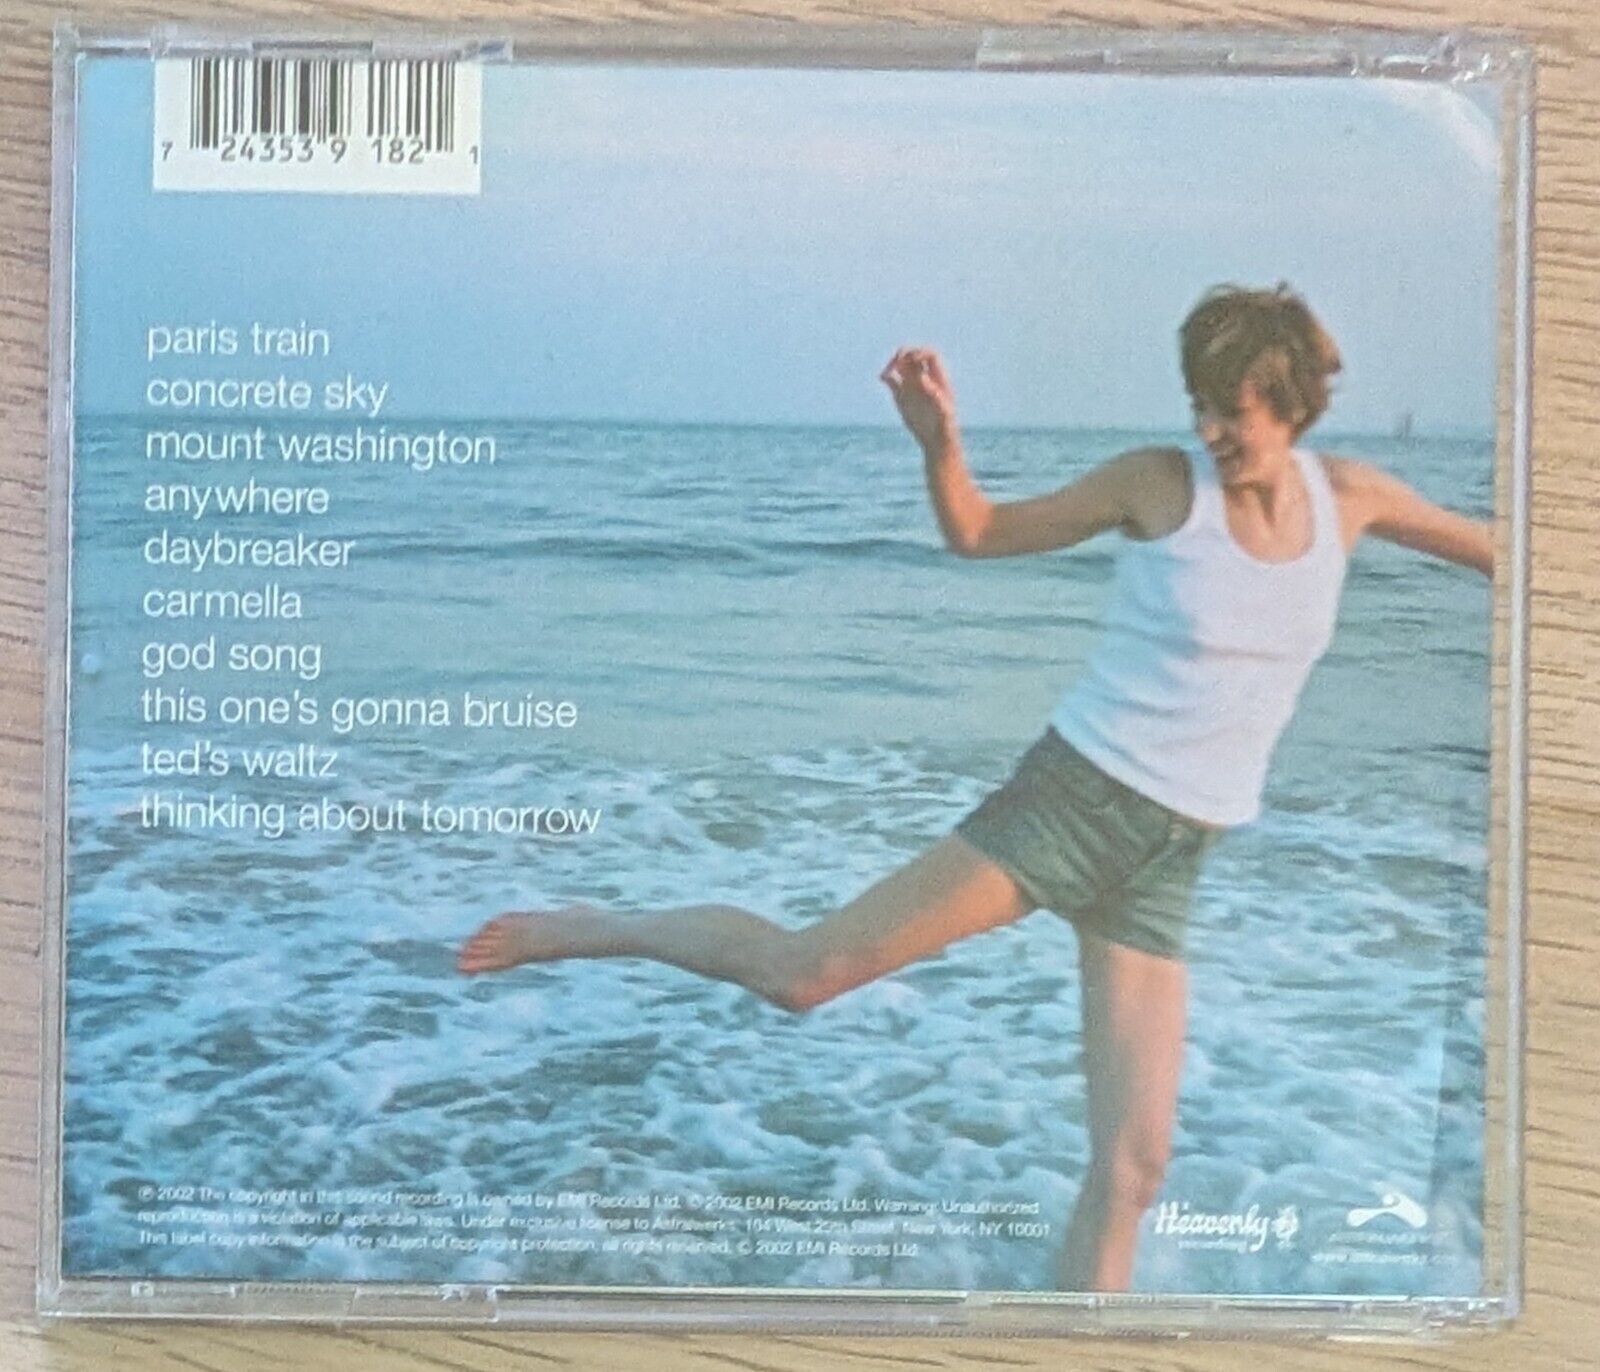 7 24353 9 182 1
paris train
concrete sky
mount washington
anywhere
daybreaker
carmella
god song
this one's gonna bruise
ted's waltz
thinking about tomorrow
℗ 2002 The copyright in this sound recording is owned by EMI Records Ltd. © 2002 EMI Records Ltd. Warning: Unauthorized
reproduction is a violation of applicable laws. Under exclusive license to Astralwerks, 104 West 29th Street, New York, NY 10001
This label copy information is the subject of copyright protection, all rights reserved. © 2002 EMI Records Ltd.
Heavenly
recordings